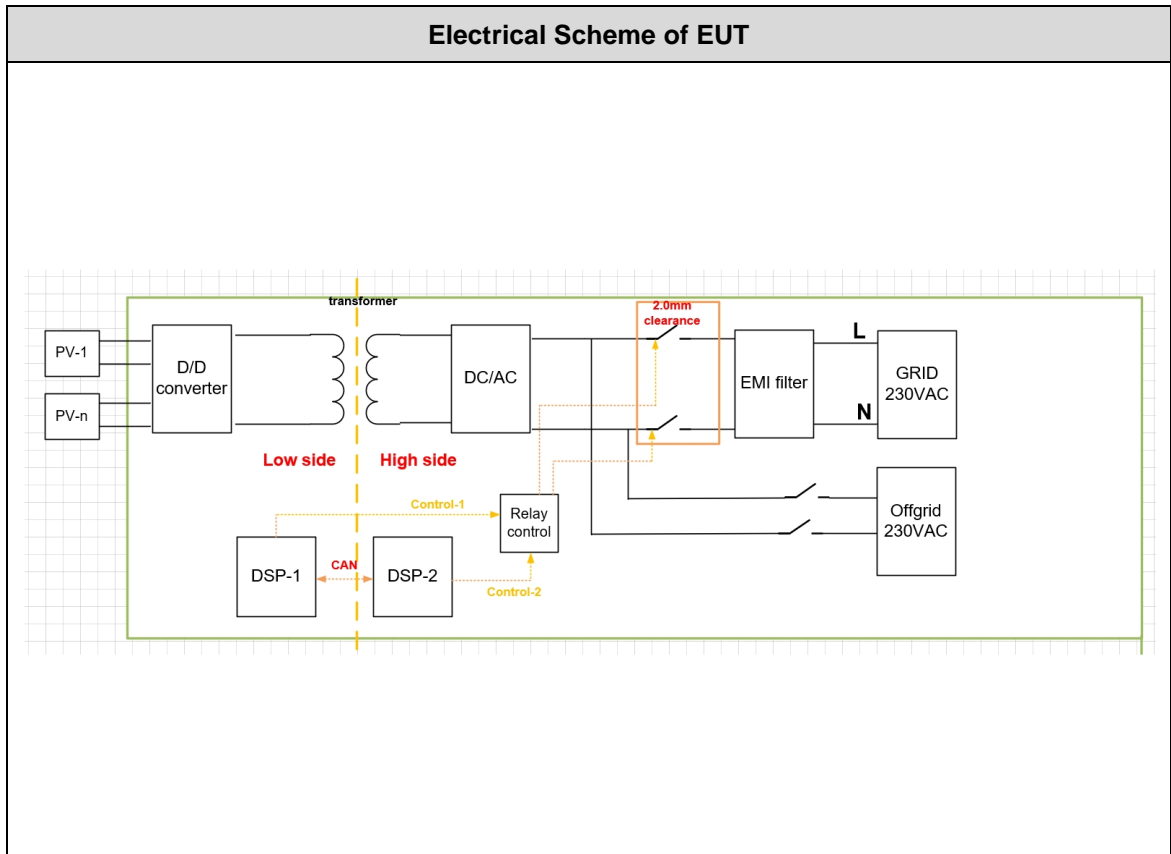 Electrical Scheme of EUT
transformer
2.0mm
clearance
PV-1
PV-n
D/D
converter
DC/AC
EMI filter
L
N
GRID
230VAC
Low side
High side
Control-1
Relay
control
Offgrid
230VAC
DSP-1
CAN
DSP-2
Control-2